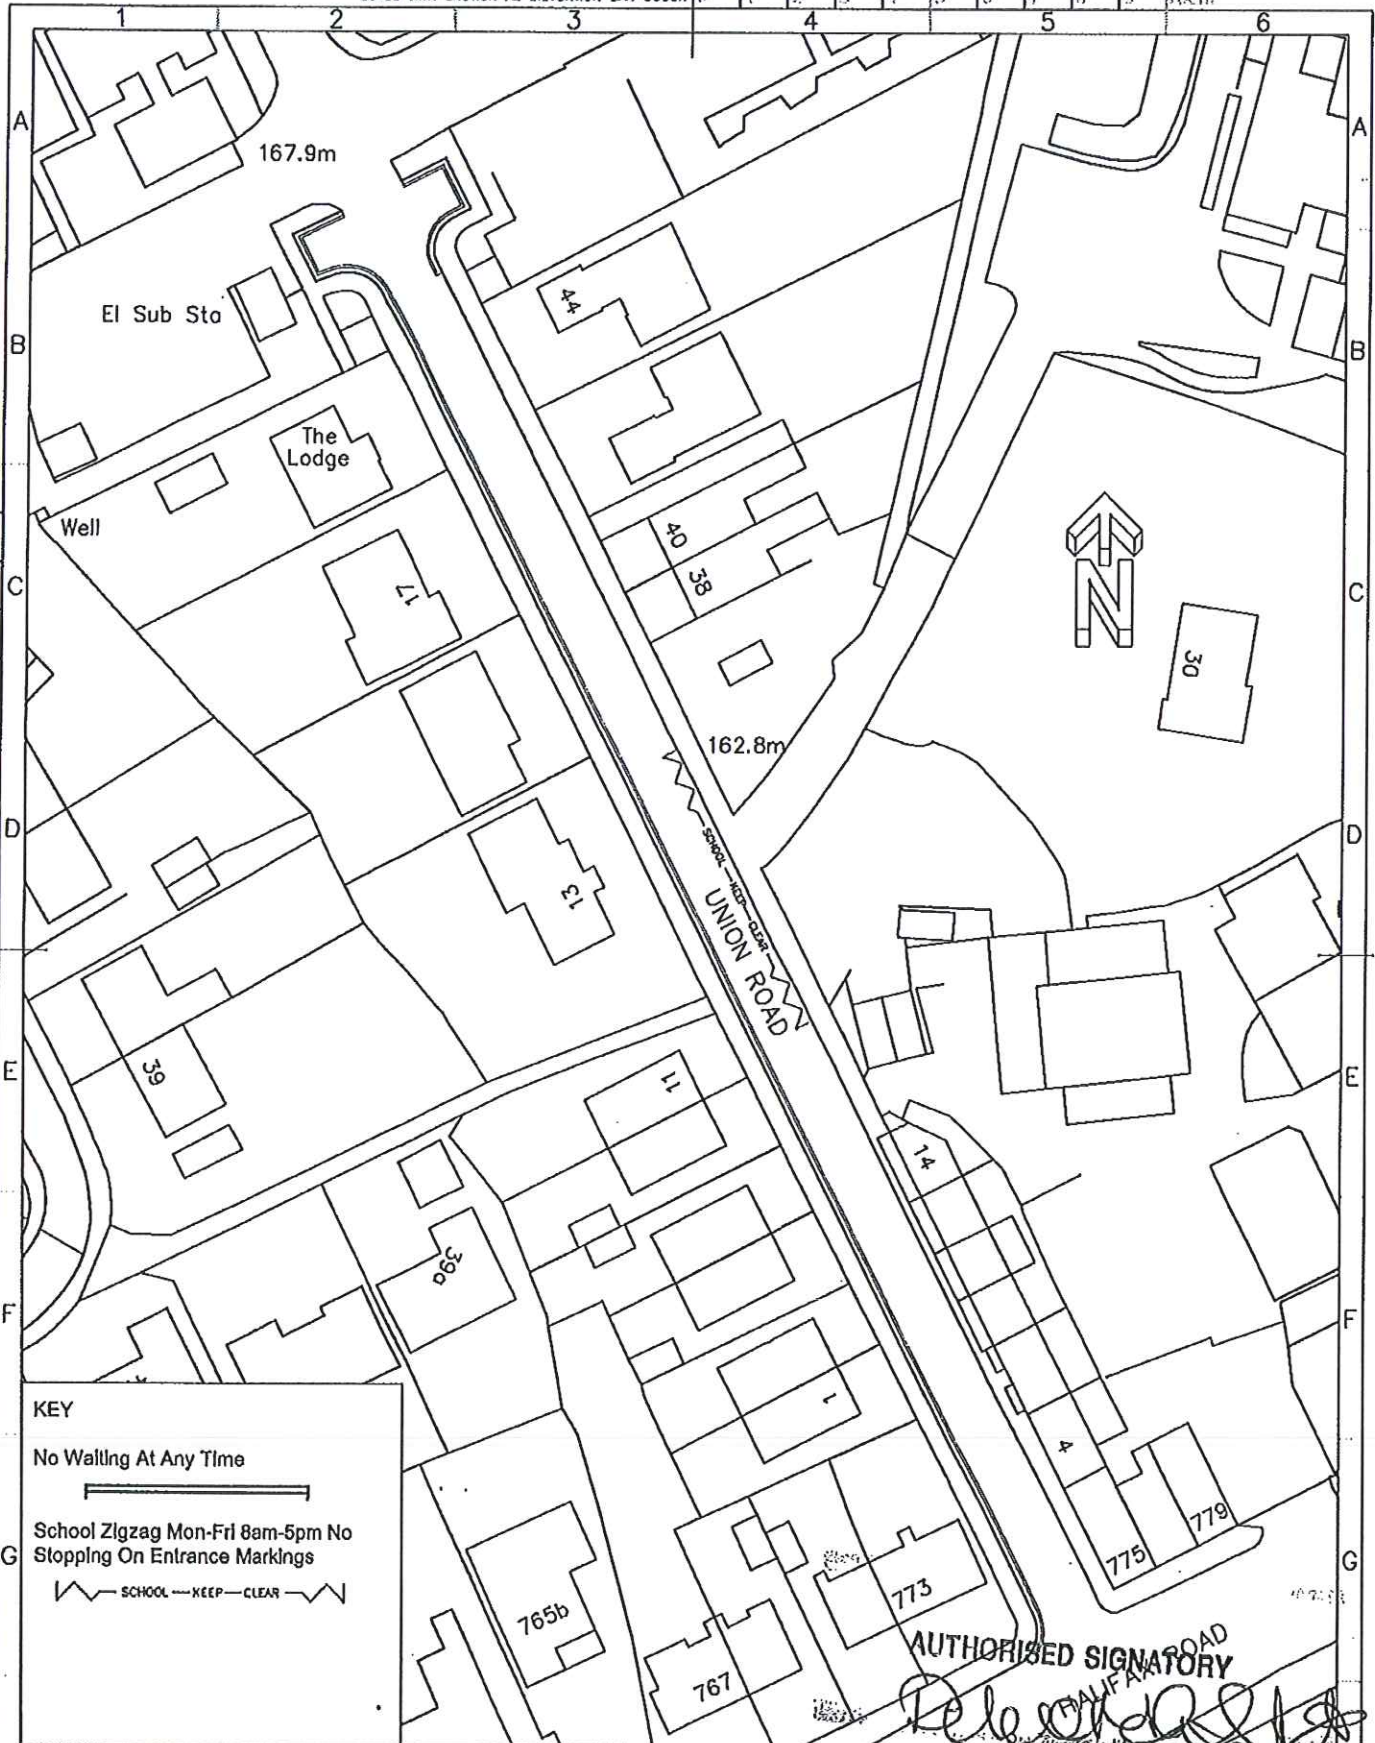 1 2 3 4 5 6
A A
167.9m
44
El Sub Sta
B B
The
Lodge
Well
40
38
17
N
C C
30
162.8m
D D
13
SCHOOL KEEP CLEAR
UNION ROAD
E E
39
11
14
39a
F F
1
4
KEY
No Waiting At Any Time
School Zigzag Mon-Fri 8am-5pm No
Stopping On Entrance Markings
SCHOOL KEEP CLEAR
G G
765b
767
773
775
779
AUTHORISED SIGNATORY
HALIFAX ROAD